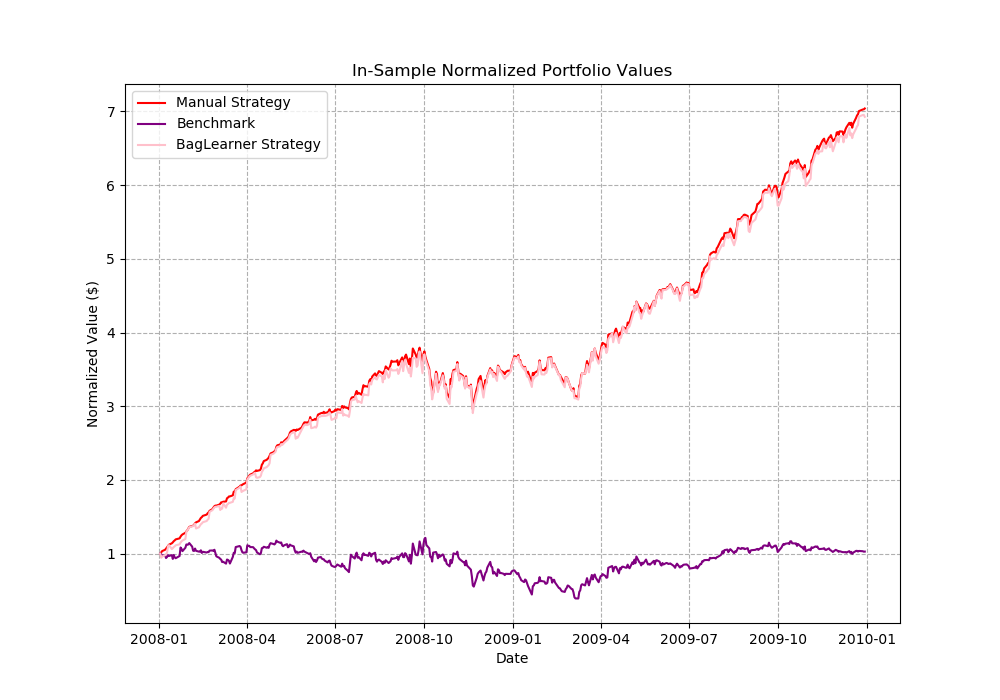 In-Sample Normalized Portfolio Values
Manual Strategy
Benchmark
BagLearner Strategy
7
6
5
4
3
2
1
Normalized Value ($)
2008-01 2008-04 2008-07 2008-10 2009-01 2009-04 2009-07 2009-10 2010-01
Date